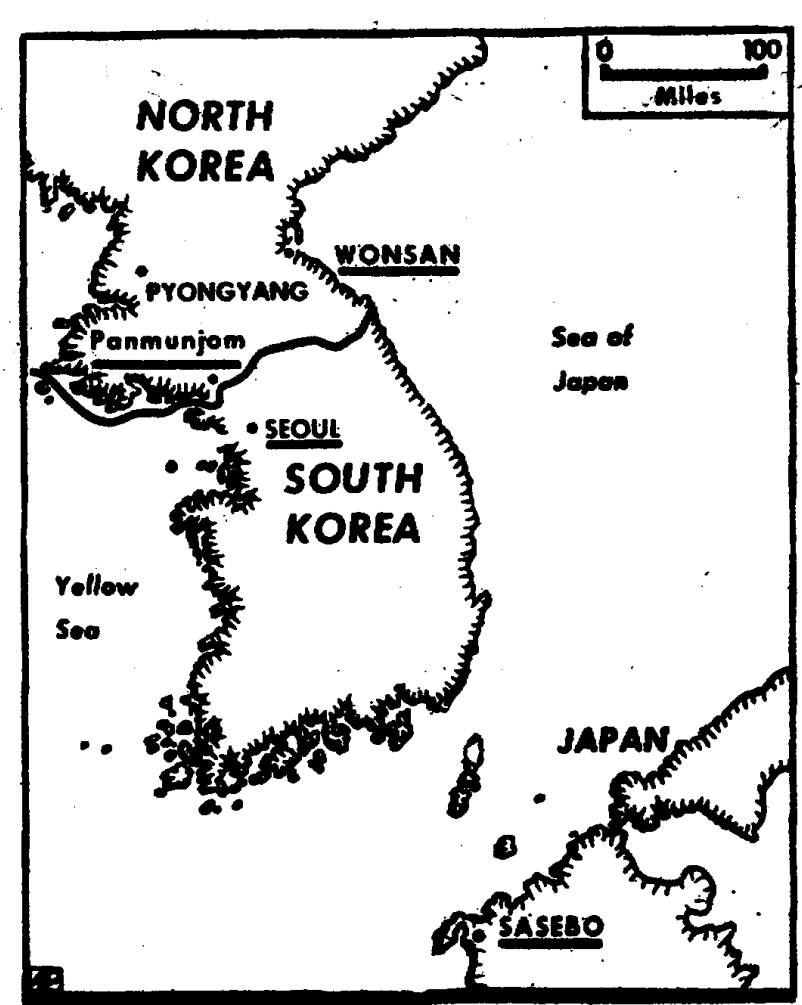 0 100
Miles
NORTH
KOREA
WONSAN
PYONGYANG
Panmunjom
Sea of
Japan
SEOUL
SOUTH
KOREA
Yellow
Sea
JAPAN
SASEBO